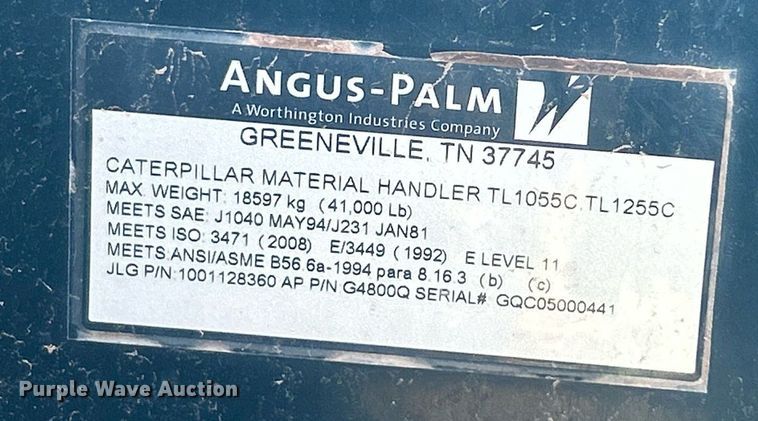 ANGUS-PALM
A Worthington Industries Company
GREENEVILLE, TN 37745
CATERPILLAR MATERIAL HANDLER TL1055C,TL1255C
MAX. WEIGHT: 18597 kg (41,000 Lb)
MEETS SAE: J1040 MAY94/J231 JAN81
MEETS ISO: 3471 (2008) E/3449 (1992) E LEVEL 11
MEETS:ANSI/ASME B56.6a-1994 para 8.16.3 (b) (c)
JLG P/N:1001128360 AP P/N G4800Q SERIAL# GQC05000441
Purple Wave Auction